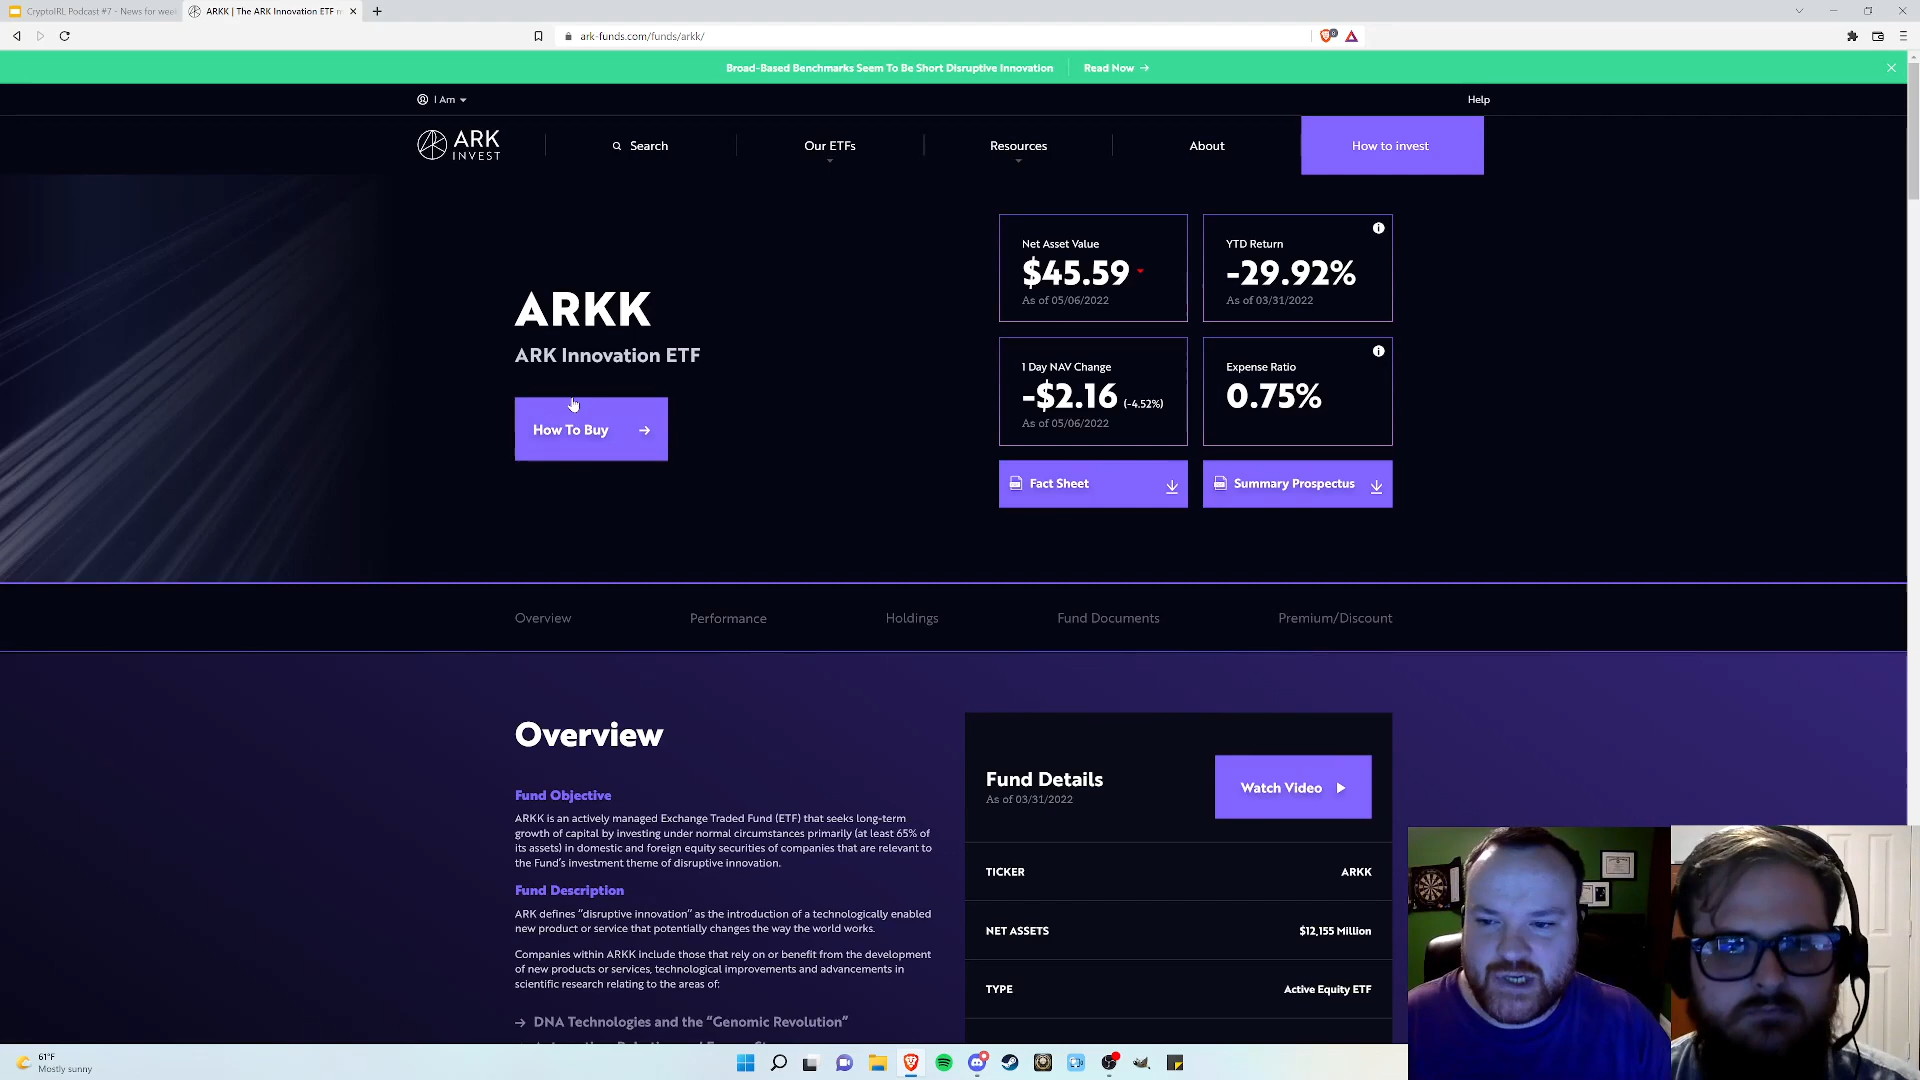 CryptoIRL Podcast #7 - News for week
ARKK | The ARK Innovation ETF
ark-funds.com/funds/arkk/
Broad-Based Benchmarks Seem To Be Short Disruptive Innovation
Read Now →
I Am
Help
ARK
INVEST
Search
Our ETFs
Resources
About
How to invest
Net Asset Value
$45.59
As of 05/06/2022
YTD Return
-29.92%
As of 03/31/2022
ARKK
ARK Innovation ETF
How To Buy →
1 Day NAV Change
-$2.16 (-4.52%)
As of 05/06/2022
Expense Ratio
0.75%
Fact Sheet
Summary Prospectus
Overview
Performance
Holdings
Fund Documents
Premium/Discount
Overview
Fund Objective
ARKK is an actively managed Exchange Traded Fund (ETF) that seeks long-term
growth of capital by investing under normal circumstances primarily (at least 65% of
its assets) in domestic and foreign equity securities of companies that are relevant to
the Fund's investment theme of disruptive innovation.
Fund Description
ARK defines "disruptive innovation" as the introduction of a technologically enabled
new product or service that potentially changes the way the world works.
Companies within ARKK include those that rely on or benefit from the development
of new products or services, technological improvements and advancements in
scientific research relating to the areas of:
→ DNA Technologies and the "Genomic Revolution"
Fund Details
As of 03/31/2022
Watch Video
TICKER ARKK
NET ASSETS $12,155 Million
TYPE Active Equity ETF
61°F
Mostly sunny